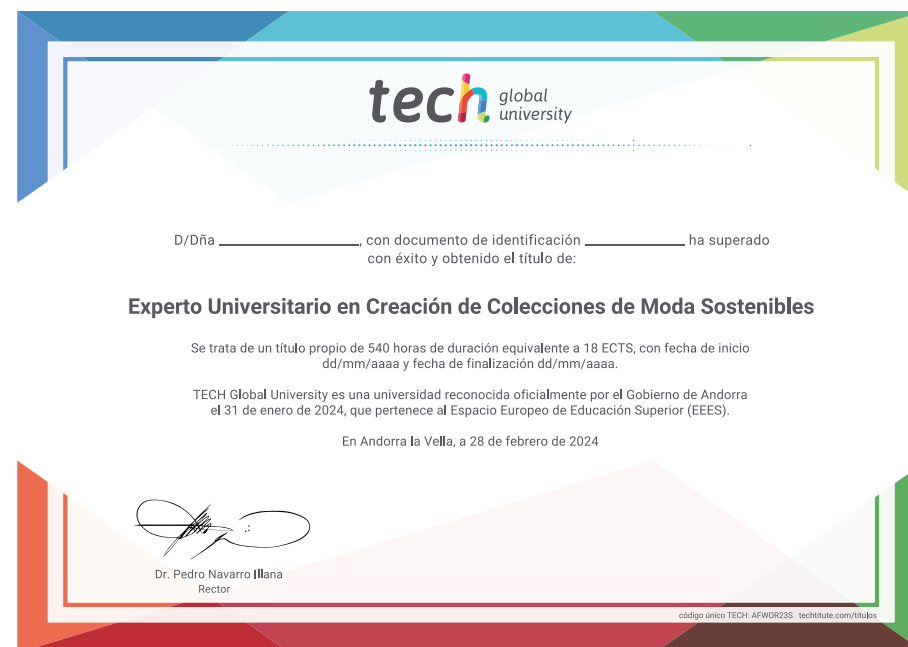 tech global university
D/Dña ____________________, con documento de identificación ______________ ha superado
con éxito y obtenido el título de:
Experto Universitario en Creación de Colecciones de Moda Sostenibles
Se trata de un título propio de 540 horas de duración equivalente a 18 ECTS, con fecha de inicio
dd/mm/aaaa y fecha de finalización dd/mm/aaaa.
TECH Global University es una universidad reconocida oficialmente por el Gobierno de Andorra
el 31 de enero de 2024, que pertenece al Espacio Europeo de Educación Superior (EEES).
En Andorra la Vella, a 28 de febrero de 2024
Dr. Pedro Navarro Illana
Rector
código único TECH: AFWOR23S techtitute.com/titulos